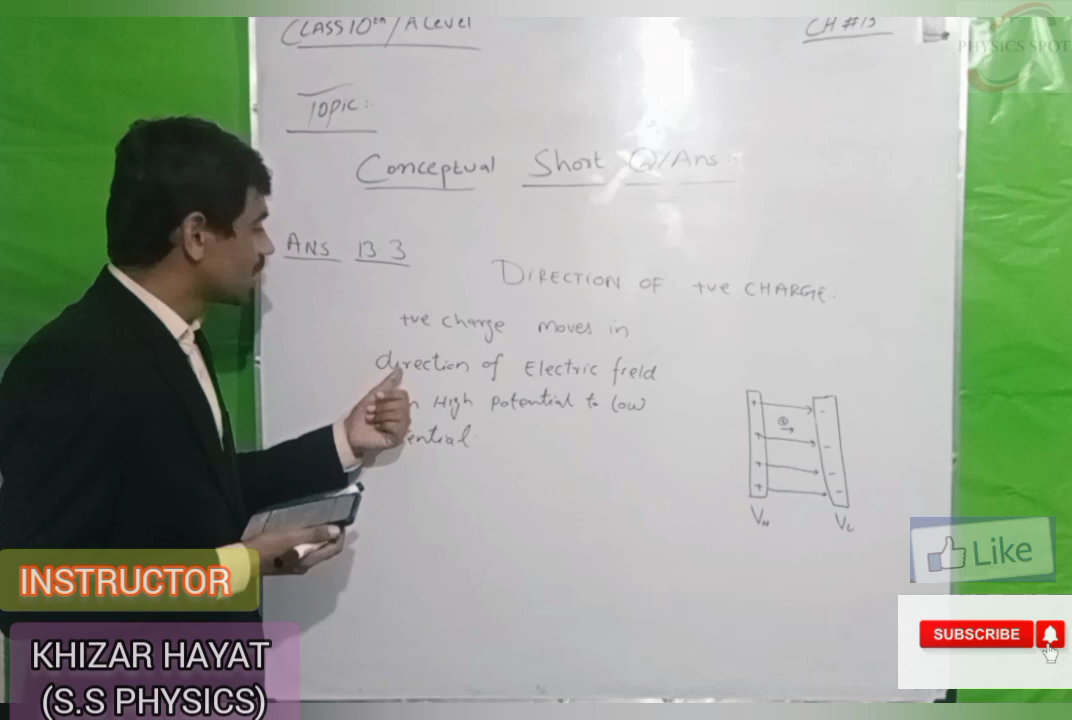 CLASS 10th / A Level
CH # 13
PHYSICS SPOT
Topic:
Conceptual Short Q/Ans:
ANS 13.3
DIRECTION OF +ve CHARGE.
+ve charge moves in
direction of Electric field
High potential to low
ential
+ -
+ -
+ -
+ -
VH VL
Like
SUBSCRIBE
INSTRUCTOR
KHIZAR HAYAT
(S.S PHYSICS)